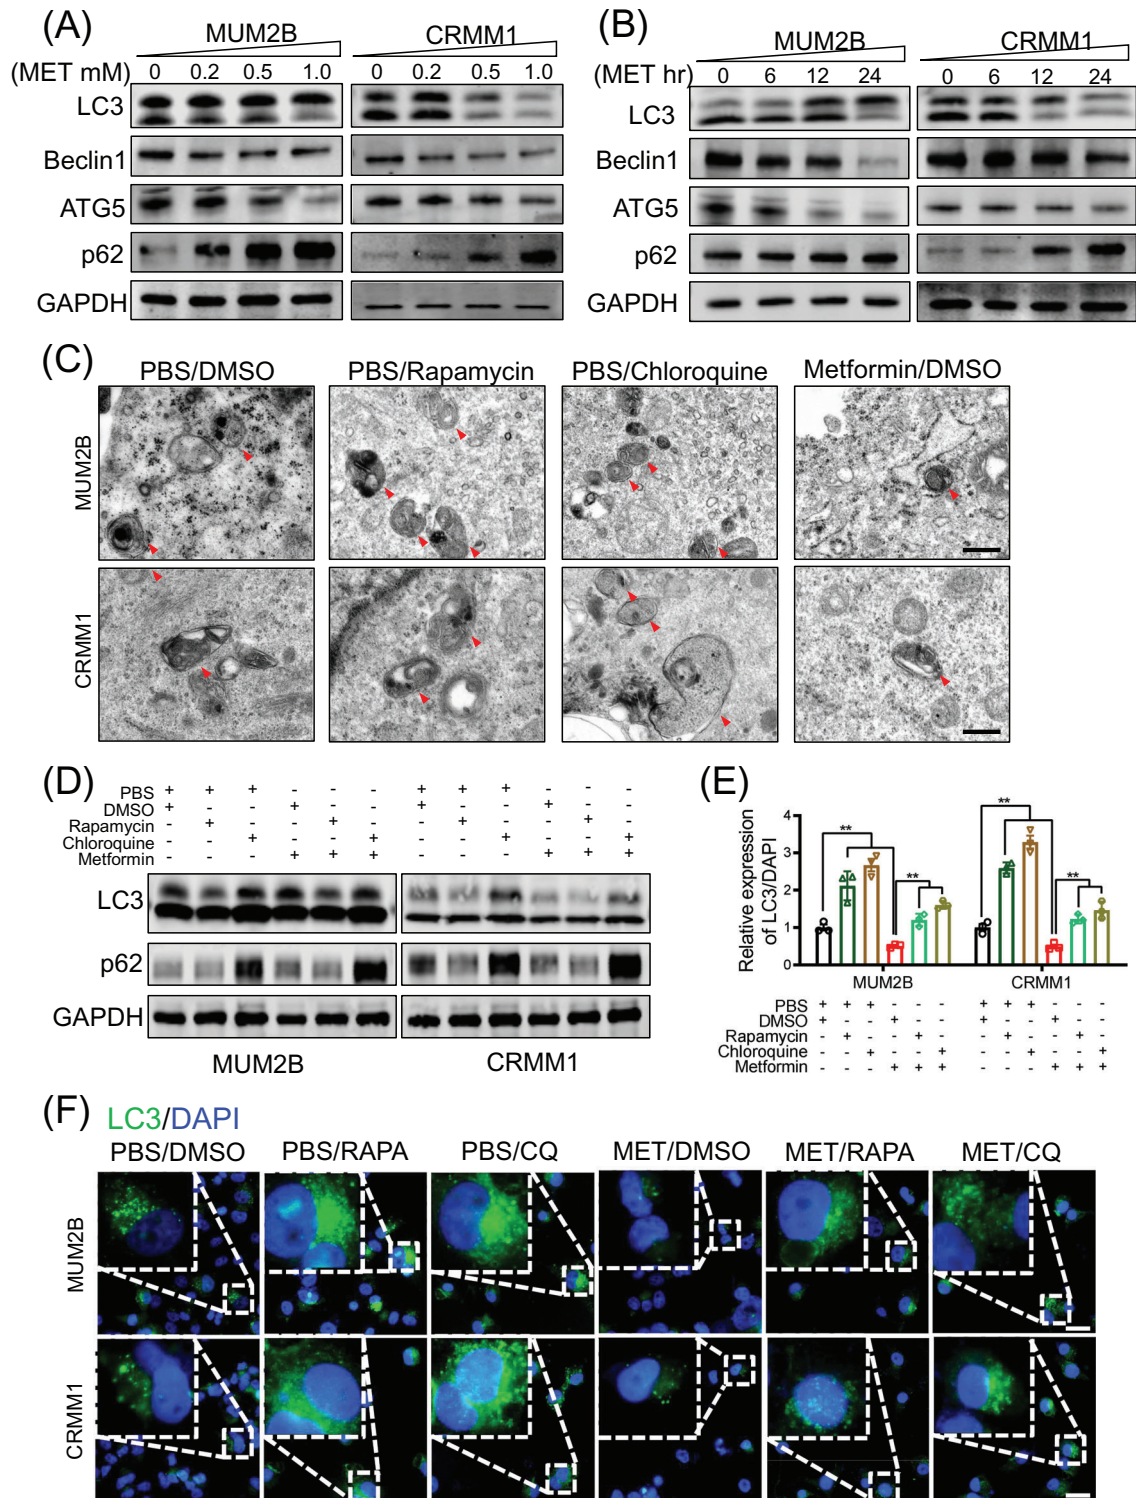 (A)
MUM2B CRMM1
(MET mM) 0 0.2 0.5 1.0 0 0.2 0.5 1.0
LC3
Beclin1
ATG5
p62
GAPDH
(B)
MUM2B CRMM1
(MET hr) 0 6 12 24 0 6 12 24
LC3
Beclin1
ATG5
p62
GAPDH
(C)
PBS/DMSO PBS/Rapamycin PBS/Chloroquine Metformin/DMSO
MUM2B
CRMM1
(D)
PBS + + + - - - + + + - - -
DMSO + - - + - - + - - + - -
Rapamycin - + - - + - - + - - + -
Chloroquine - - + - - + - - + - - +
Metformin - - - + + + - - - + + +
LC3
p62
GAPDH
MUM2B CRMM1
(E)
Relative expression
of LC3/DAPI
4
3
2
1
0
** ** ** **
MUM2B CRMM1
PBS + + + - - - + + + - - -
DMSO + - - + - - + - - + - -
Rapamycin - + - - + - - + - - + -
Chloroquine - - + - - + - - + - - +
Metformin - - - + + + - - - + + +
(F)
LC3/DAPI
PBS/DMSO PBS/RAPA PBS/CQ MET/DMSO MET/RAPA MET/CQ
MUM2B
CRMM1